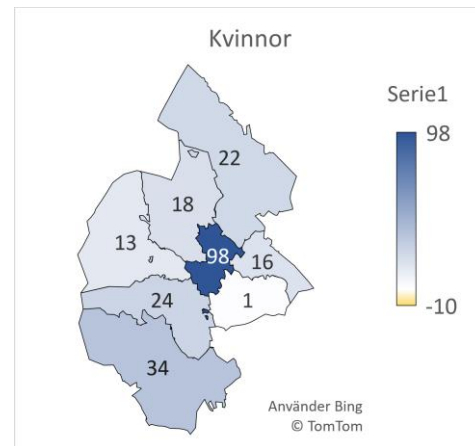 Kvinnor
Serie1
98
-10
22
18
13
98
16
24
1
34
Använder Bing
© TomTom